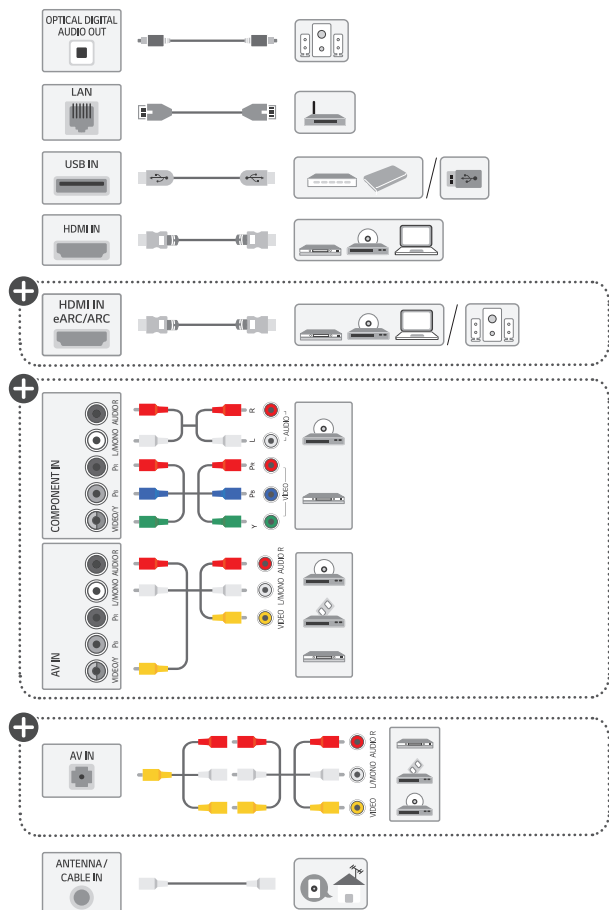 OPTICAL DIGITAL
AUDIO OUT
LAN
USB IN
/
HDMI IN
HDMI IN
eARC/ARC
/
COMPONENT IN
AUDIO R
L/MONO
PR
PB
VIDEO/Y
R
L
AUDIO
PR
PB
Y
VIDEO
AV IN
AUDIO R
L/MONO
PR
PB
VIDEO/Y
AUDIO R
L/MONO
VIDEO
AV IN
AUDIO R
L/MONO
VIDEO
ANTENNA /
CABLE IN